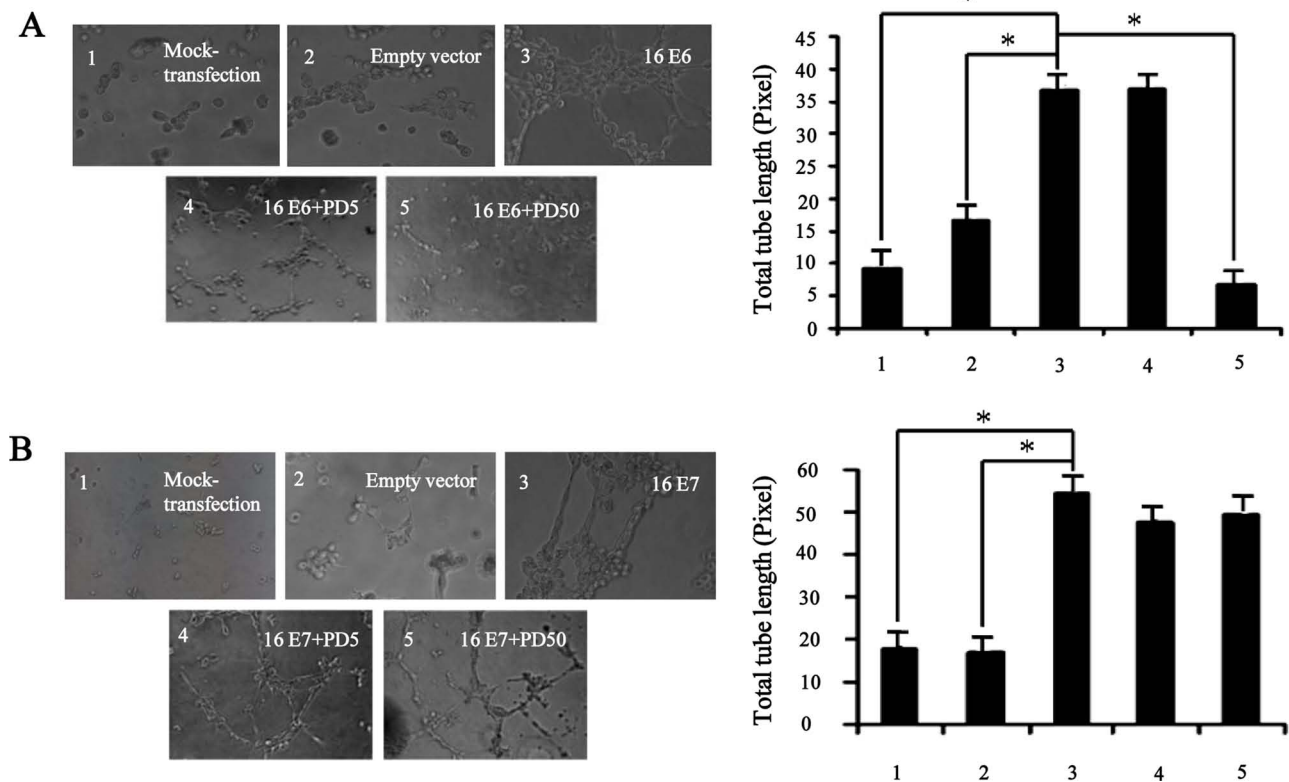 A
1 Mock-
transfection
2 Empty vector
3 16 E6
4 16 E6+PD5
5 16 E6+PD50
*
*
Total tube length (Pixel)
45
40
35
30
25
20
15
10
5
0
1 2 3 4 5
B
1 Mock-
transfection
2 Empty vector
3 16 E7
4 16 E7+PD5
5 16 E7+PD50
*
*
Total tube length (Pixel)
60
50
40
30
20
10
0
1 2 3 4 5